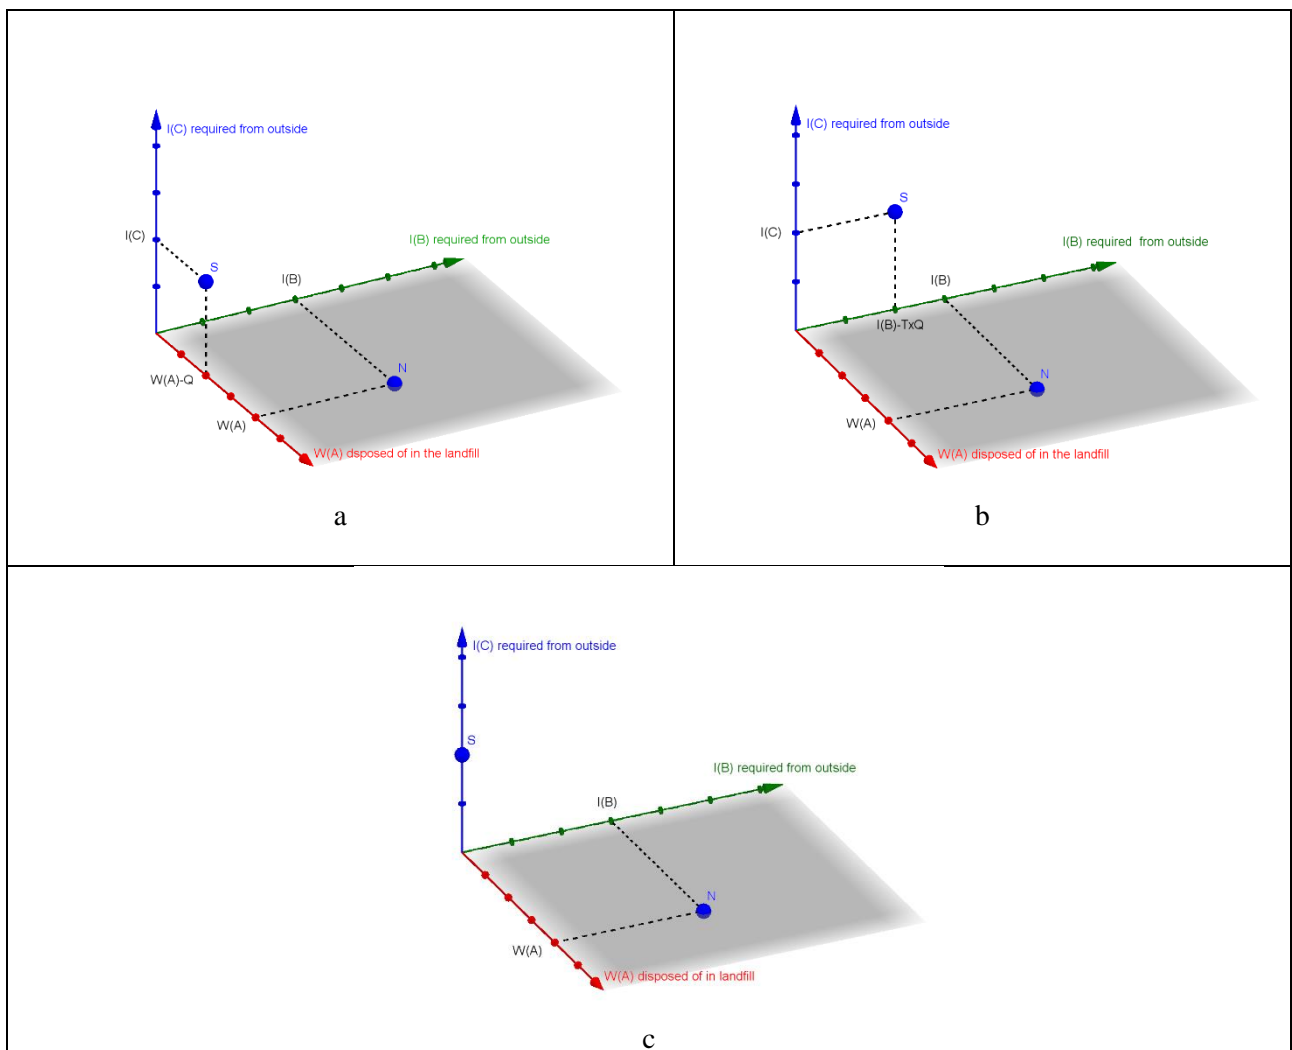 I(C) required from outside
I(C)
S
I(B) required from outside
I(B)
N
W(A)-Q
W(A)
W(A) dsposed of in the landfill
a
I(C) required from outside
S
I(C)
I(B) required from outside
I(B)
I(B)-TxQ
N
W(A)
W(A) disposed of in the landfill
b
I(C) required from outside
S
I(B) required from outside
I(B)
N
W(A)
W(A) disposed of in landfill
c